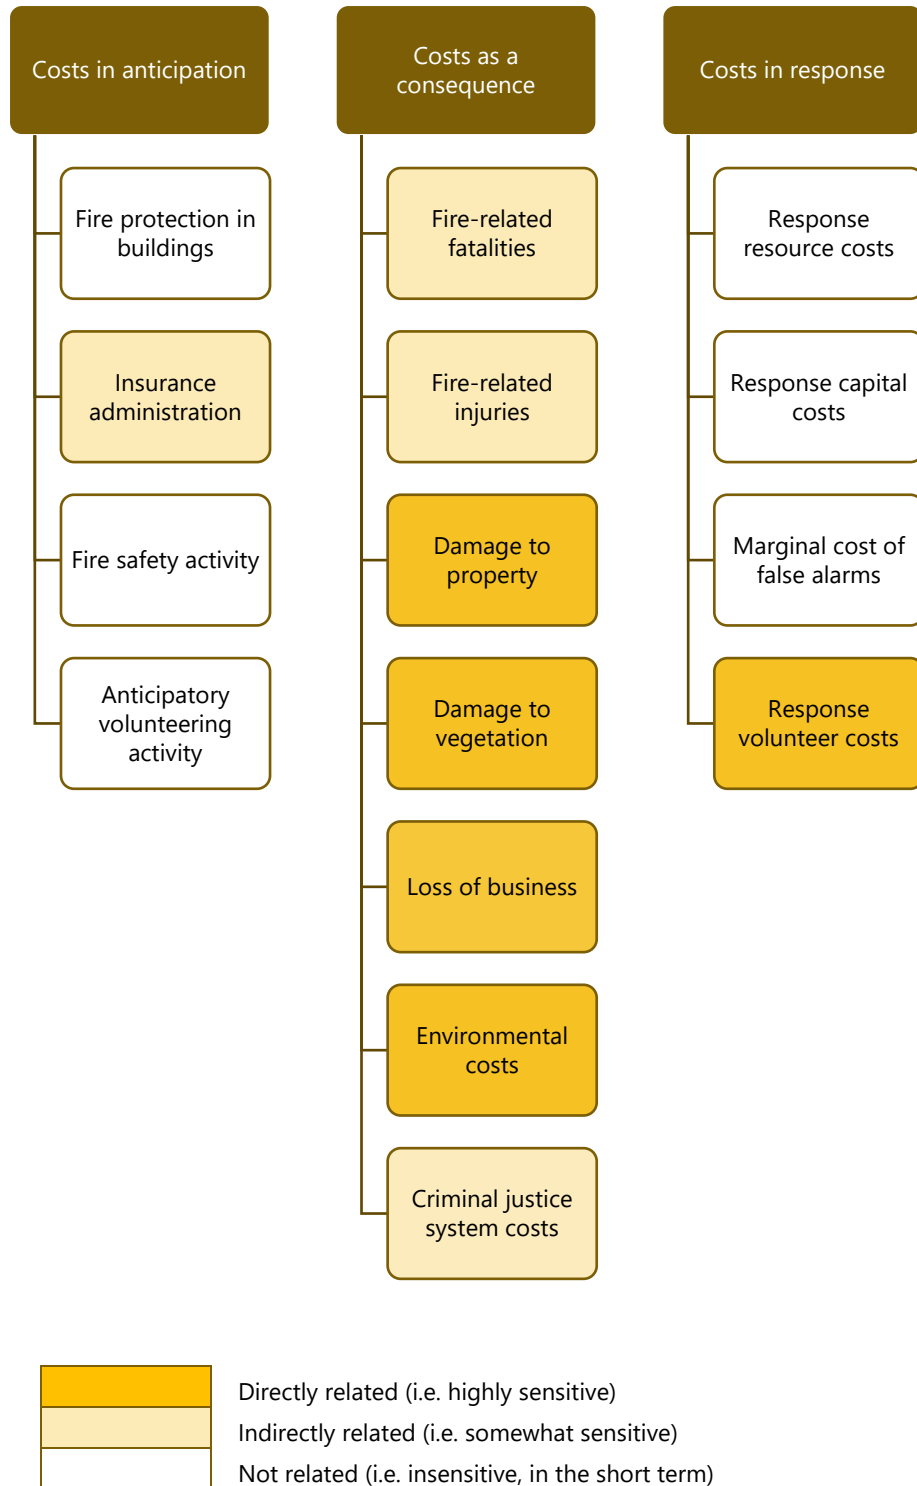 Costs in anticipation
Fire protection in
buildings
Insurance
administration
Fire safety activity
Anticipatory
volunteering
activity
Costs as a
consequence
Fire-related
fatalities
Fire-related
injuries
Damage to
property
Damage to
vegetation
Loss of business
Environmental
costs
Criminal justice
system costs
Costs in response
Response
resource costs
Response capital
costs
Marginal cost of
false alarms
Response
volunteer costs
Directly related (i.e. highly sensitive)
Indirectly related (i.e. somewhat sensitive)
Not related (i.e. insensitive, in the short term)